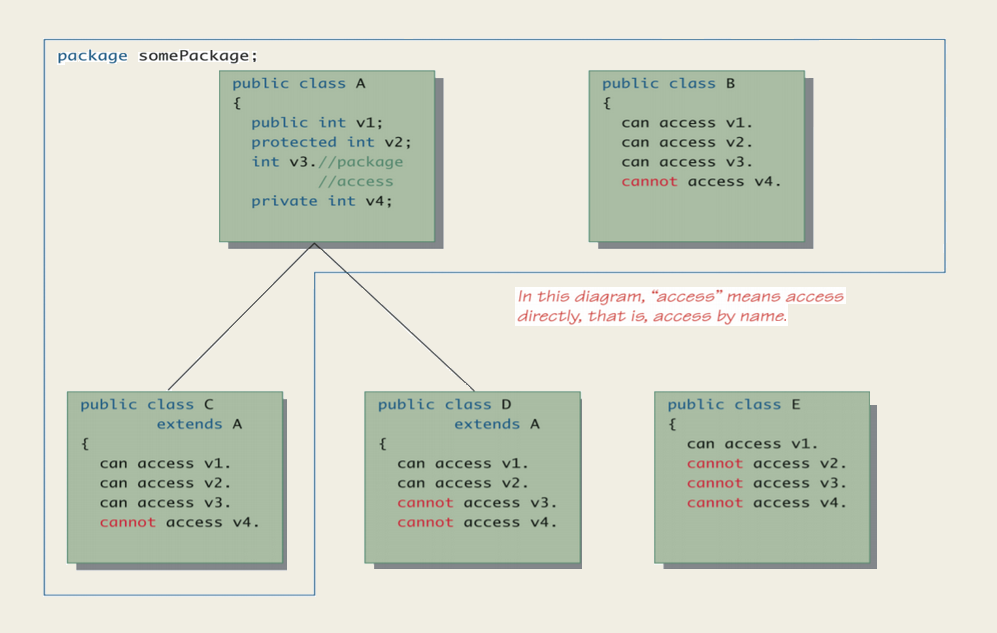 package somePackage;
public class A
{
public int v1;
protected int v2;
int v3.//package
//access
private int v4;
public class B
{
can access v1.
can access v2.
can access v3.
cannot access v4.
In this diagram, “access” means access
directly, that is, access by name.
public class C
extends A
{
can access v1.
can access v2.
can access v3.
cannot access v4.
public class D
extends A
{
can access v1.
can access v2.
cannot access v3.
cannot access v4.
public class E
{
can access v1.
cannot access v2.
cannot access v3.
cannot access v4.